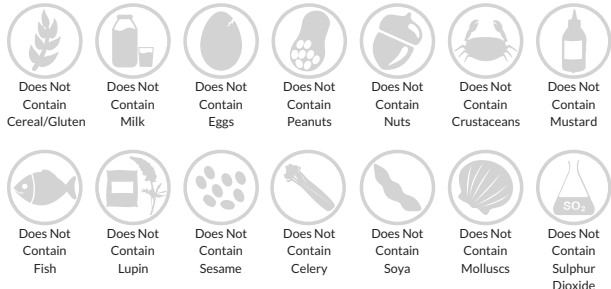 Does Not Does Not Does Not Does Not Does Not Does Not Does Not
Contain Contain Contain Contain Contain Contain Contain
Cereal/Gluten Milk Eggs Peanuts Nuts Crustaceans Mustard
SO2
Does Not Does Not Does Not Does Not Does Not Does Not Does Not
Contain Contain Contain Contain Contain Contain Contain
Fish Lupin Sesame Celery Soya Molluscs Sulphur
Dioxide